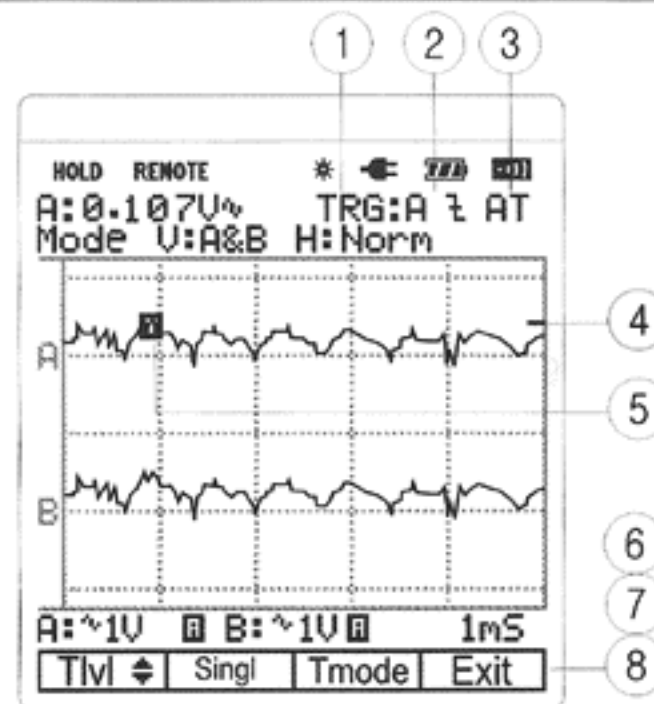 1 2 3
HOLD REMOTE
A:0.107V~ TRG:A AT
Mode V:A&B H:Norm
4
A
A
5
B
6
7
A:~1V A B:~1V A 1mS
Tlvl Singl Tmode Exit 8